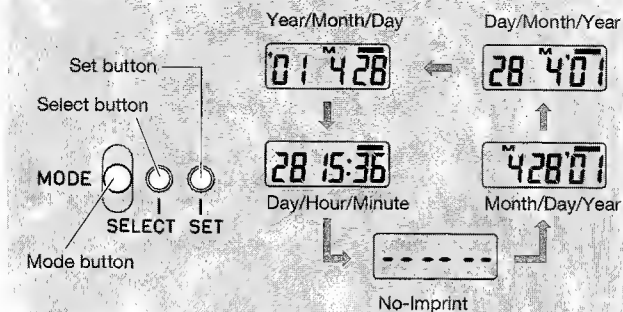 Year/Month/Day
Day/Month/Year
'01 M 4 28
28 M 4 '01
Set button
Select button
28 15:36
M 4 28 '01
MODE
Day/Hour/Minute
Month/Day/Year
SELECT SET
Mode button
-- -- --
No-Imprint